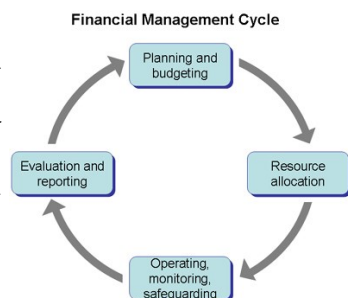 Financial Management Cycle
Planning and
budgeting
Resource
allocation
Operating,
monitoring,
safeguarding
Evaluation and
reporting